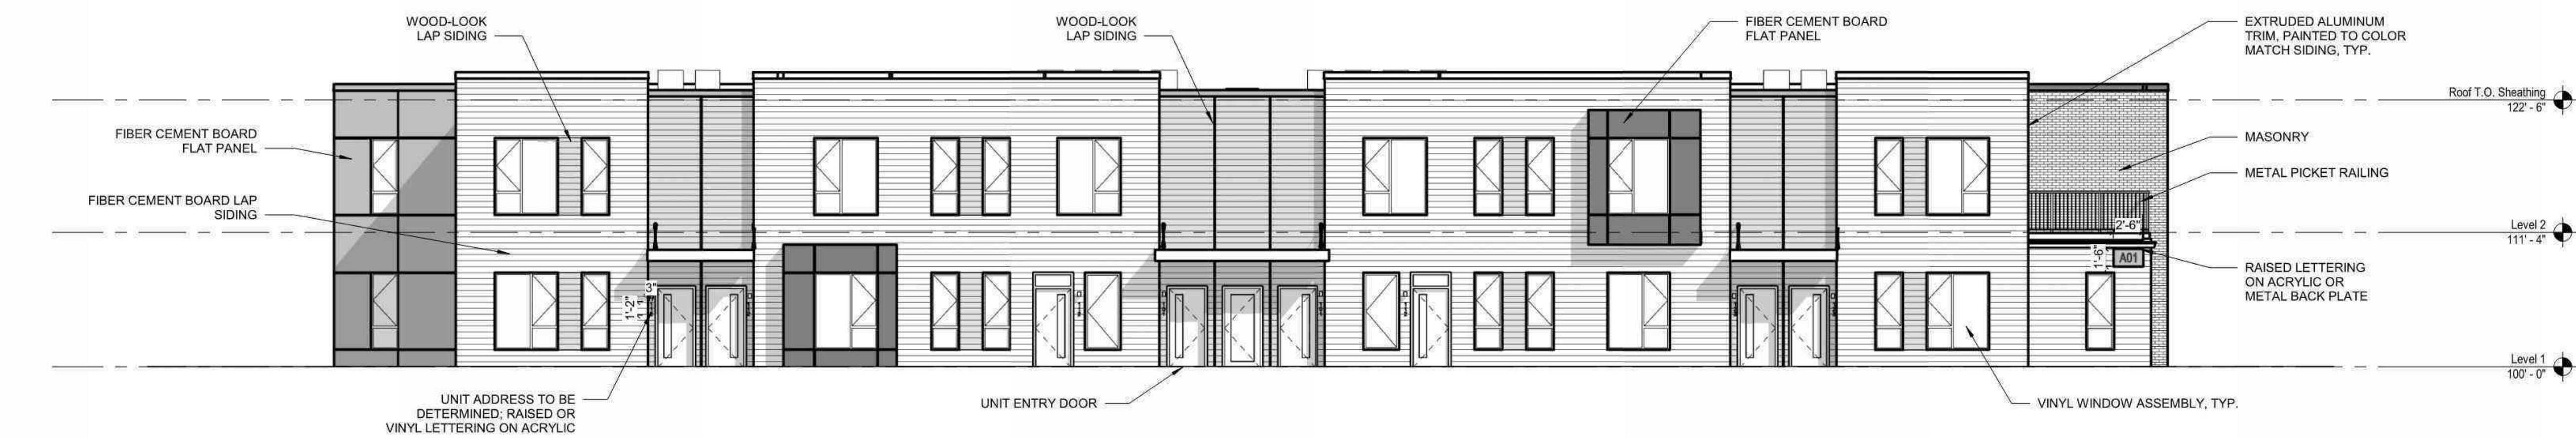 WOOD-LOOK
LAP SIDING
WOOD-LOOK
LAP SIDING
FIBER CEMENT BOARD
FLAT PANEL
EXTRUDED ALUMINUM
TRIM, PAINTED TO COLOR
MATCH SIDING, TYP.
Roof T.O. Sheathing
122' - 6"
FIBER CEMENT BOARD
FLAT PANEL
MASONRY
METAL PICKET RAILING
FIBER CEMENT BOARD LAP
SIDING
2'-6"
Level 2
111' - 4"
1'-6"
A01
RAISED LETTERING
ON ACRYLIC OR
METAL BACK PLATE
3"
1'-2"
Level 1
100' - 0"
UNIT ADDRESS TO BE
DETERMINED; RAISED OR
VINYL LETTERING ON ACRYLIC
UNIT ENTRY DOOR
VINYL WINDOW ASSEMBLY, TYP.